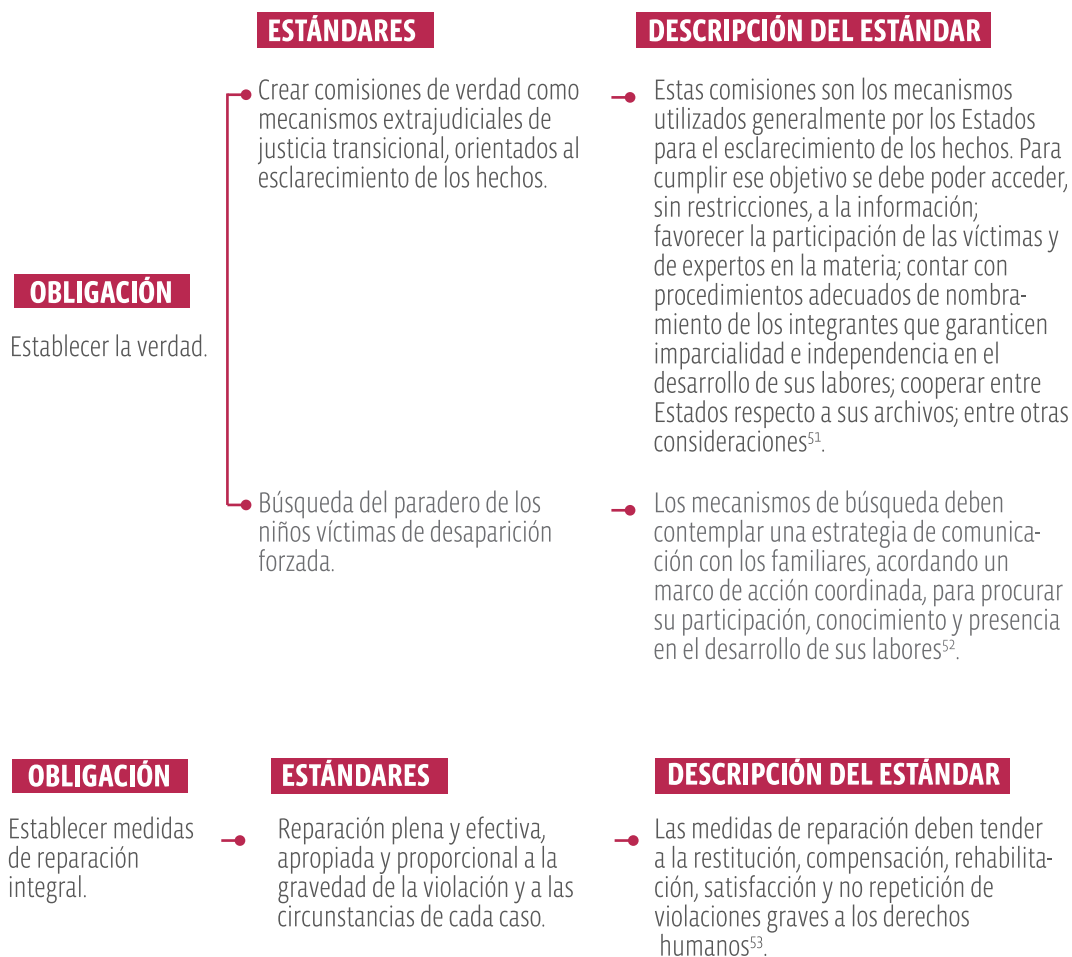 ESTÁNDARES
DESCRIPCIÓN DEL ESTÁNDAR
OBLIGACIÓN
Establecer la verdad.
Crear comisiones de verdad como
mecanismos extrajudiciales de
justicia transicional, orientados al
esclarecimiento de los hechos.
Estas comisiones son los mecanismos
utilizados generalmente por los Estados
para el esclarecimiento de los hechos. Para
cumplir ese objetivo se debe poder acceder,
sin restricciones, a la información;
favorecer la participación de las víctimas y
de expertos en la materia; contar con
procedimientos adecuados de nombra-
miento de los integrantes que garanticen
imparcialidad e independencia en el
desarrollo de sus labores; cooperar entre
Estados respecto a sus archivos; entre otras
consideraciones⁵¹.
Búsqueda del paradero de los
niños víctimas de desaparición
forzada.
Los mecanismos de búsqueda deben
contemplar una estrategia de comunica-
ción con los familiares, acordando un
marco de acción coordinada, para procurar
su participación, conocimiento y presencia
en el desarrollo de sus labores⁵².
OBLIGACIÓN
ESTÁNDARES
DESCRIPCIÓN DEL ESTÁNDAR
Establecer medidas
de reparación
integral.
Reparación plena y efectiva,
apropiada y proporcional a la
gravedad de la violación y a las
circunstancias de cada caso.
Las medidas de reparación deben tender
a la restitución, compensación, rehabilita-
ción, satisfacción y no repetición de
violaciones graves a los derechos
humanos⁵³.